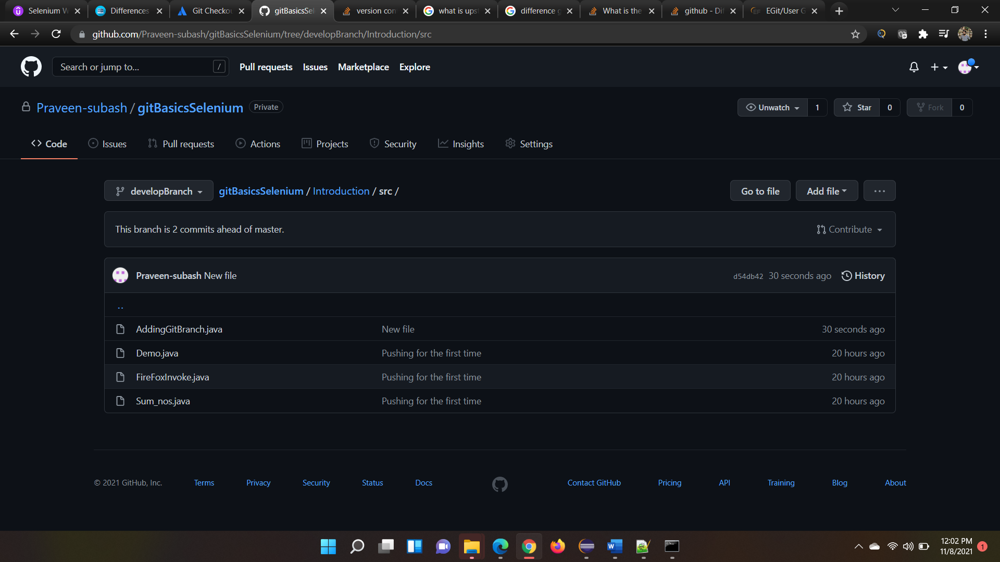 Selenium W
Differences
Git Checkou
gitBasicsSel
version con
what is upst
difference g
What is the
github - Dif
EGit/User G
github.com/Praveen-subash/gitBasicsSelenium/tree/developBranch/Introduction/src
Search or jump to...
/
Pull requests
Issues
Marketplace
Explore
Praveen-subash / gitBasicsSelenium
Private
Unwatch
1
Star
0
Fork
0
Code
Issues
Pull requests
Actions
Projects
Security
Insights
Settings
developBranch
gitBasicsSelenium / Introduction / src /
Go to file
Add file
...
This branch is 2 commits ahead of master.
Contribute
Praveen-subash New file
d54db42
30 seconds ago
History
..
AddingGitBranch.java
New file
30 seconds ago
Demo.java
Pushing for the first time
20 hours ago
FireFoxInvoke.java
Pushing for the first time
20 hours ago
Sum_nos.java
Pushing for the first time
20 hours ago
© 2021 GitHub, Inc.
Terms
Privacy
Security
Status
Docs
Contact GitHub
Pricing
API
Training
Blog
About
12:02 PM
11/8/2021
1